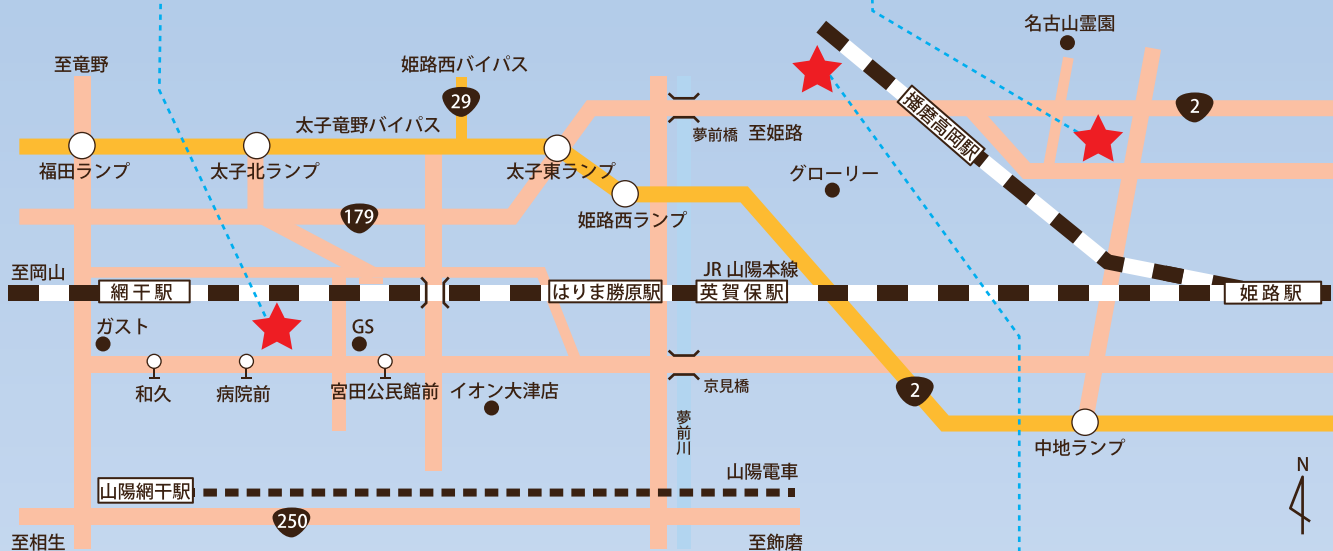 名古山霊園
至竜野
姫路西バイパス
29
2
太子竜野バイパス
播磨高岡駅
夢前橋
至姫路
福田ランプ
太子北ランプ
太子東ランプ
グローリー
179
姫路西ランプ
至岡山
JR 山陽本線
網干駅
はりま勝原駅
英賀保駅
姫路駅
ガスト
GS
和久
病院前
宮田公民館前
イオン大津店
京見橋
2
夢前川
中地ランプ
山陽電車
N
山陽網干駅
250
至相生
至飾磨